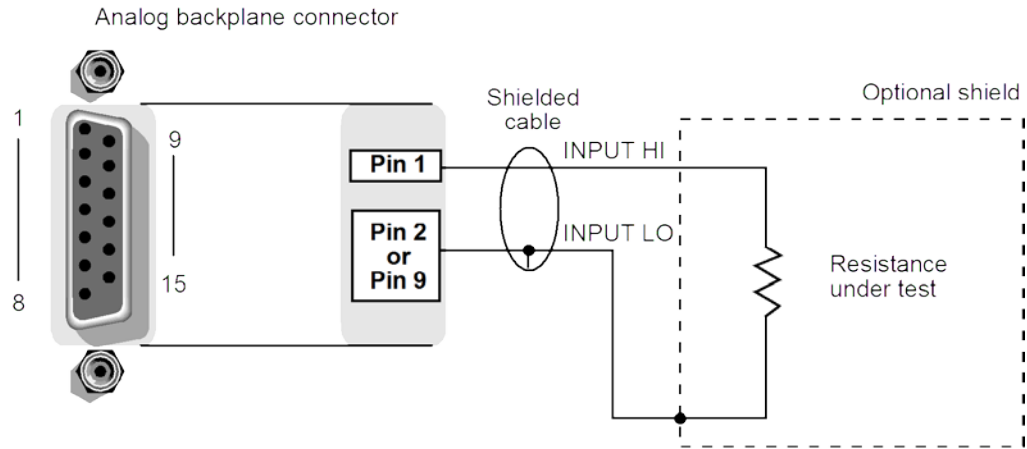 Analog backplane connector
1
8
9
15
Pin 1
Pin 2
or
Pin 9
Shielded
cable
INPUT HI
INPUT LO
Optional shield
Resistance
under test